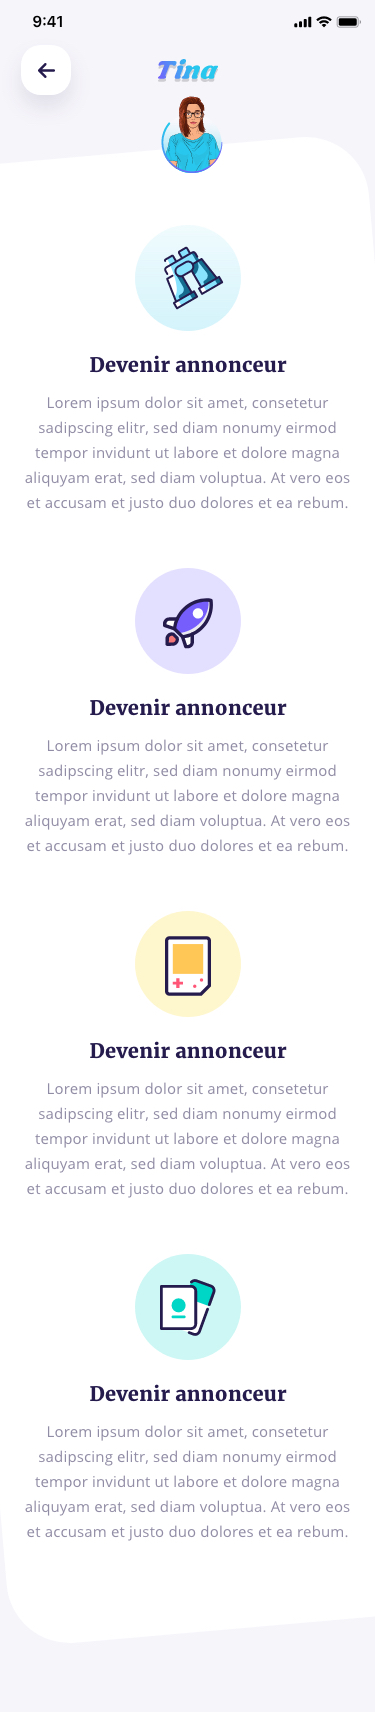 9:41
Tina
Devenir annonceur
Lorem ipsum dolor sit amet, consetetur
sadipscing elitr, sed diam nonumy eirmod
tempor invidunt ut labore et dolore magna
aliquyam erat, sed diam voluptua. At vero eos
et accusam et justo duo dolores et ea rebum.
Devenir annonceur
Lorem ipsum dolor sit amet, consetetur
sadipscing elitr, sed diam nonumy eirmod
tempor invidunt ut labore et dolore magna
aliquyam erat, sed diam voluptua. At vero eos
et accusam et justo duo dolores et ea rebum.
Devenir annonceur
Lorem ipsum dolor sit amet, consetetur
sadipscing elitr, sed diam nonumy eirmod
tempor invidunt ut labore et dolore magna
aliquyam erat, sed diam voluptua. At vero eos
et accusam et justo duo dolores et ea rebum.
Devenir annonceur
Lorem ipsum dolor sit amet, consetetur
sadipscing elitr, sed diam nonumy eirmod
tempor invidunt ut labore et dolore magna
aliquyam erat, sed diam voluptua. At vero eos
et accusam et justo duo dolores et ea rebum.